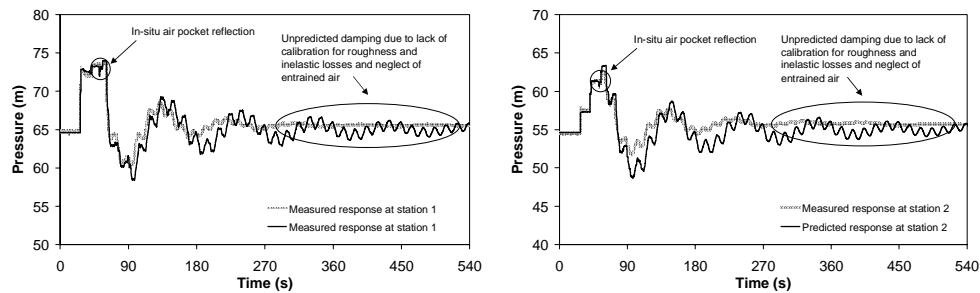 80
75
70
65
60
55
50
Pressure (m)
In-situ air pocket reflection
Unpredicted damping due to lack of
calibration for roughness and
inelastic losses and neglect of
entrained air
Measured response at station 1
Measured response at station 1
0 90 180 270 360 450 540
Time (s)
70
65
60
55
50
45
40
Pressure (m)
In-situ air pocket reflection
Unpredicted damping due to lack of
calibration for roughness and
inelastic losses and neglect of
entrained air
Measured response at station 2
Predicted response at station 2
0 90 180 270 360 450 540
Time (s)